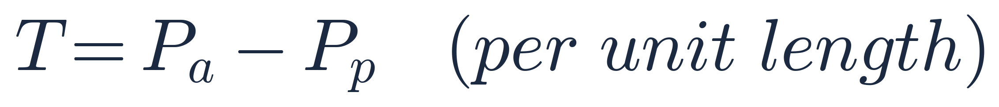 T = P_a − P_p (per unit length)